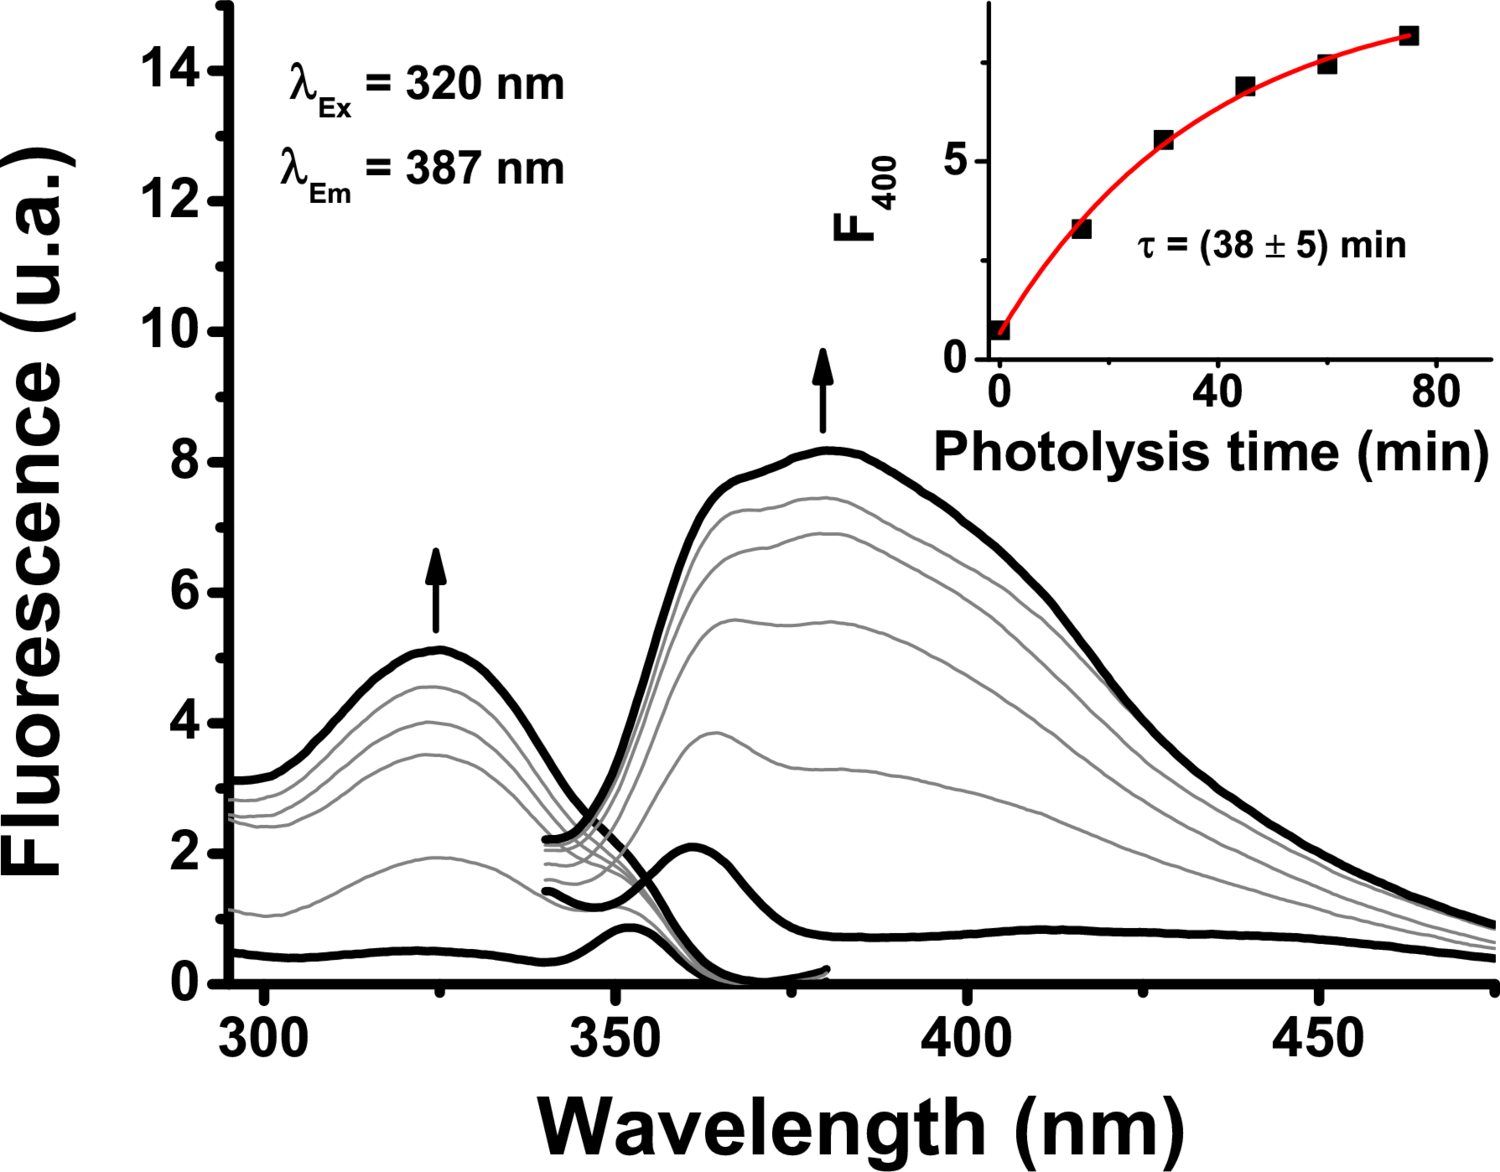 λEx = 320 nm
λEm = 387 nm
Fluorescence (u.a.)
14
12
10
8
6
4
2
0
300
350
400
450
Wavelength (nm)
F400
5
0
τ = (38 ± 5) min
0
40
80
Photolysis time (min)